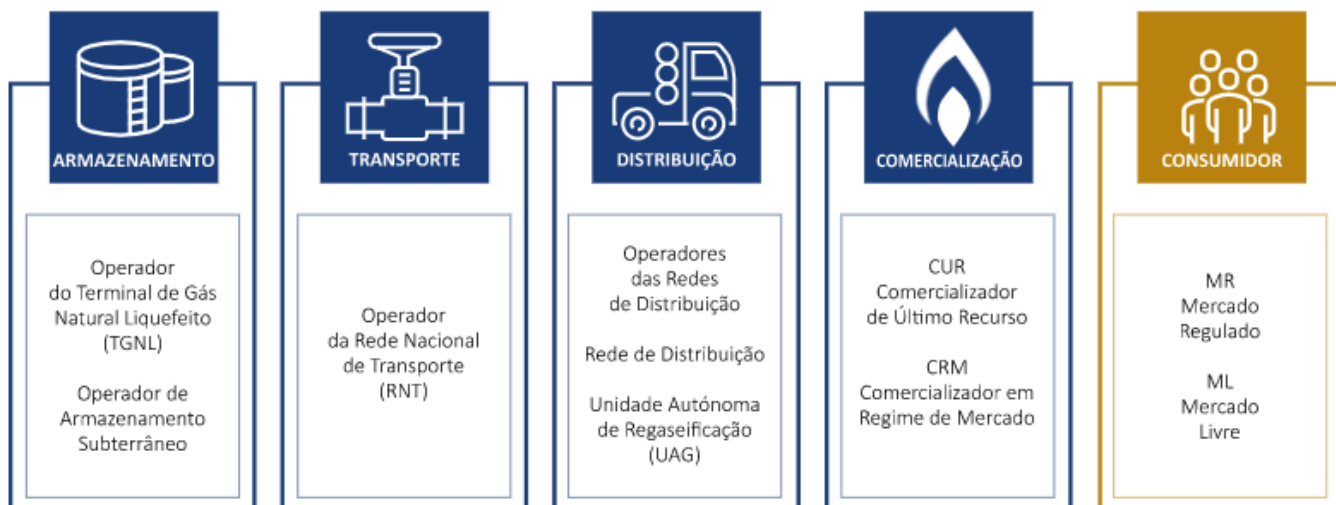 ARMAZENAMENTO
Operador
do Terminal de Gás
Natural Liquefeito
(TGNL)
Operador de
Armazenamento
Subterrâneo
TRANSPORTE
Operador
da Rede Nacional
de Transporte
(RNT)
DISTRIBUIÇÃO
Operadores
das Redes
de Distribuição
Rede de Distribuição
Unidade Autónoma
de Regaseificação
(UAG)
COMERCIALIZAÇÃO
CUR
Comercializador
de Último Recurso
CRM
Comercializador em
Regime de Mercado
CONSUMIDOR
MR
Mercado
Regulado
ML
Mercado
Livre